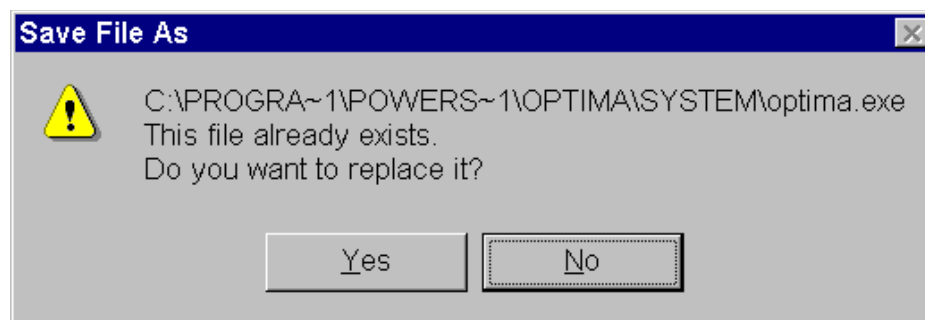 Save File As
C:\PROGRA~1\POWERS~1\OPTIMA\SYSTEM\optima.exe
This file already exists.
Do you want to replace it?
Yes
No